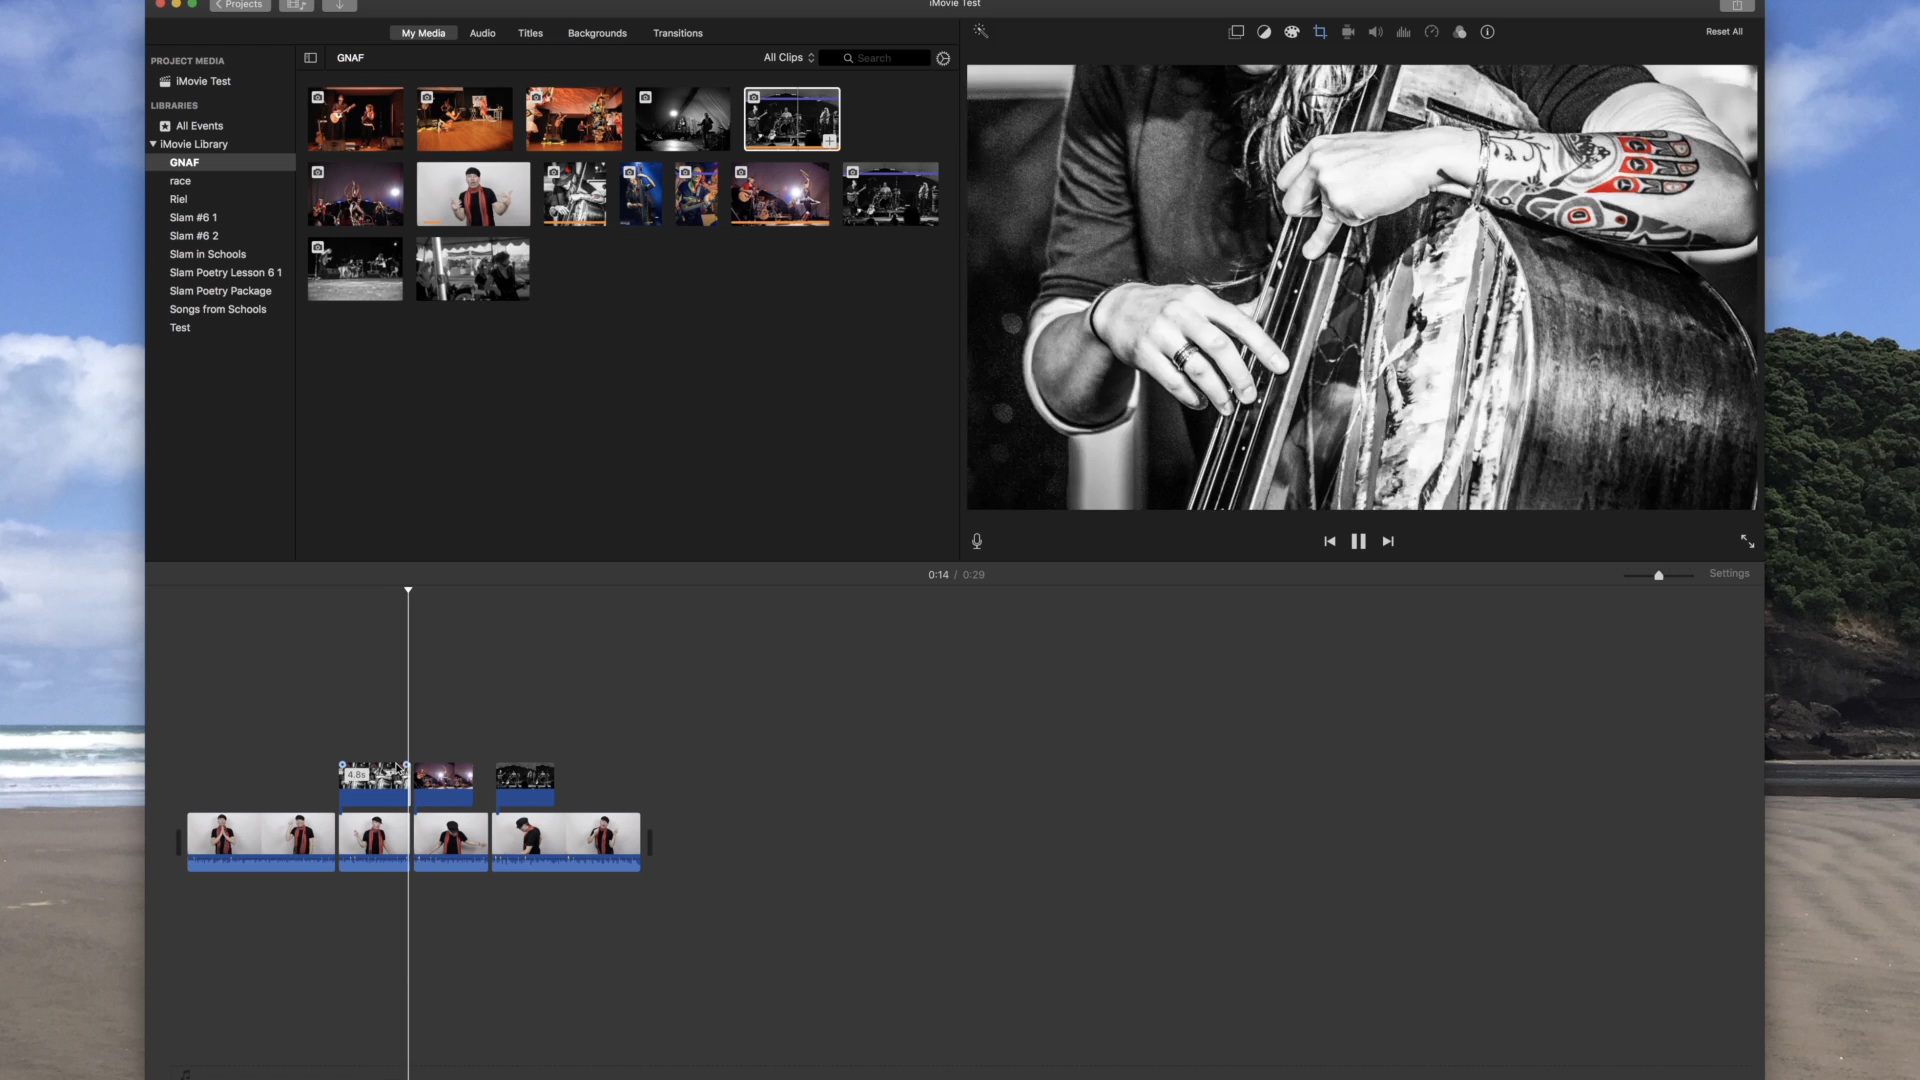 iMovie Test
Projects
My Media
Audio
Titles
Backgrounds
Transitions
Reset All
PROJECT MEDIA
iMovie Test
LIBRARIES
All Events
iMovie Library
GNAF
race
Riel
Slam #6 1
Slam #6 2
Slam in Schools
Slam Poetry Lesson 6 1
Slam Poetry Package
Songs from Schools
Test
GNAF
All Clips
Search
0:14 / 0:29
Settings
4.8s